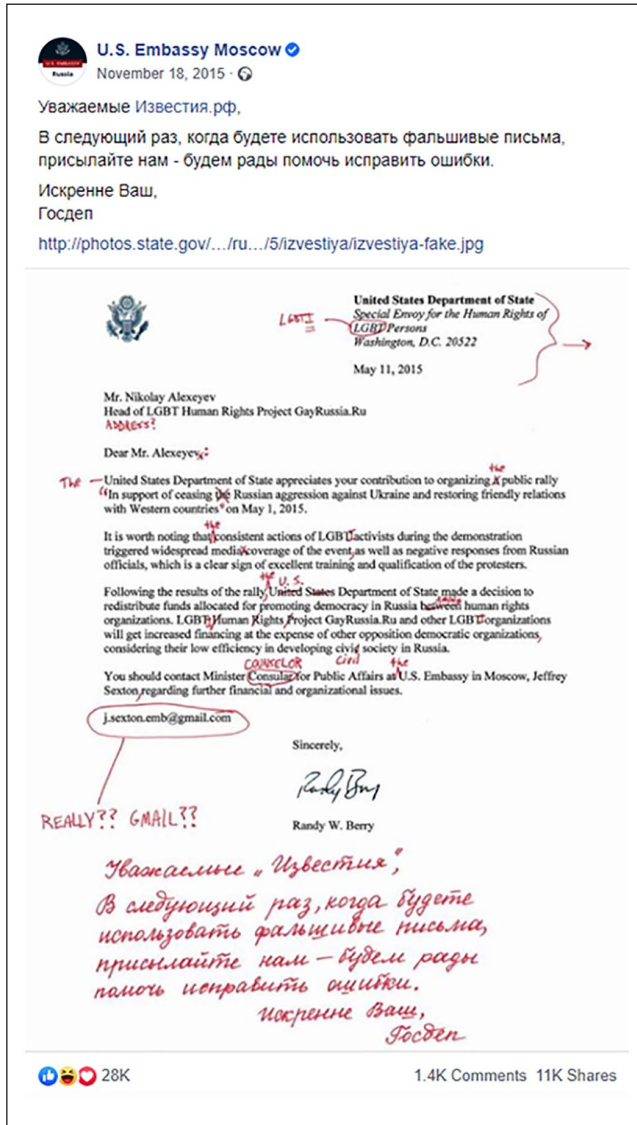 U.S. EMBASSY
Russia
U.S. Embassy Moscow
November 18, 2015 ·
Уважаемые Известия.рф,
В следующий раз, когда будете использовать фальшивые письма,
присылайте нам - будем рады помочь исправить ошибки.
Искренне Ваш,
Госдеп
http://photos.state.gov/…/ru…/5/izvestiya/izvestiya-fake.jpg
United States Department of State
Special Envoy for the Human Rights of
LGBTI
LGBT Persons
Washington, D.C. 20522
May 11, 2015
Mr. Nikolay Alexeyev
Head of LGBT Human Rights Project GayRussia.Ru
ADDRESS?
Dear Mr. Alexeyev,:
the
The
United States Department of State appreciates your contribution to organizing public rally
"In support of ceasing the Russian aggression against Ukraine and restoring friendly relations
with Western countries" on May 1, 2015.
the
It is worth noting that consistent actions of LGBT activists during the demonstration
triggered widespread media coverage of the event, as well as negative responses from Russian
officials, which is a clear sign of excellent training and qualification of the protesters.
the U.S.
Following the results of the rally, United States Department of State made a decision to
redistribute funds allocated for promoting democracy in Russia between human rights
organizations. LGBT Human Rights Project GayRussia.Ru and other LGBT organizations
will get increased financing at the expense of other opposition democratic organizations,
considering their low efficiency in developing civic society in Russia.
COUNSELOR civil the
You should contact Minister Consular for Public Affairs at U.S. Embassy in Moscow, Jeffrey
Sexton, regarding further financial and organizational issues.
j.sexton.emb@gmail.com
Sincerely,
REALLY?? GMAIL??
Randy W. Berry
Уважаемые „Известия",
В следующий раз, когда будете
использовать фальшивые письма,
присылайте нам — будем рады
помочь исправить ошибки.
Искренне Ваш,
Госдеп
28K
1.4K Comments 11K Shares